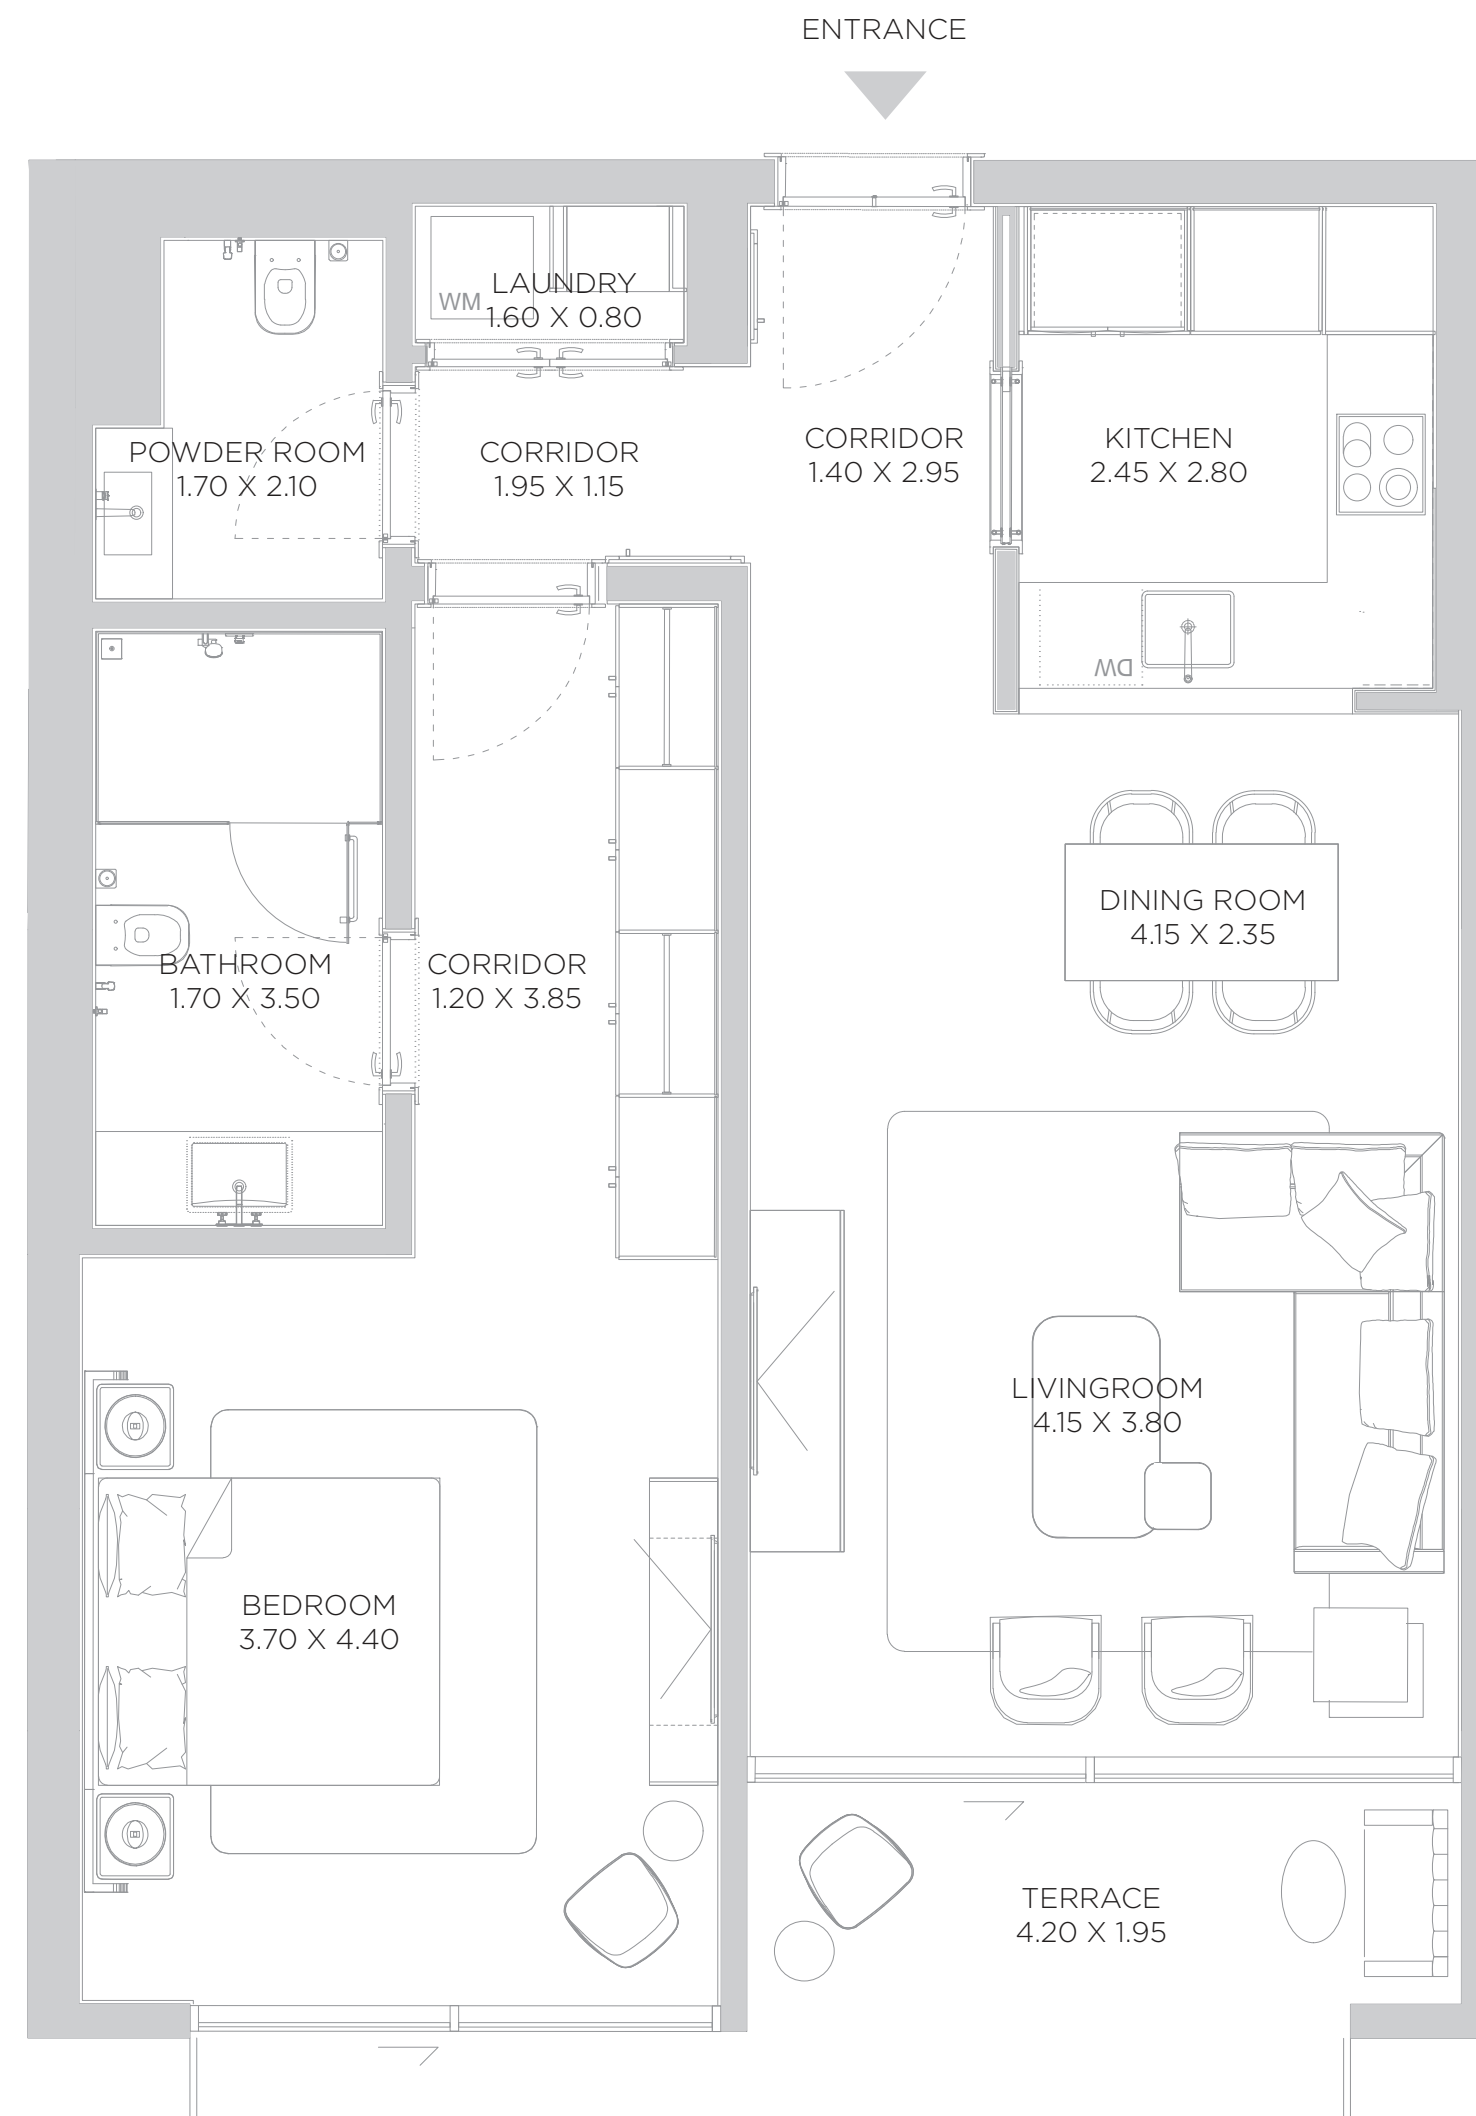 ENTRANCE
LAUNDRY
1.60 X 0.80
WM
POWDER ROOM
1.70 X 2.10
CORRIDOR
1.95 X 1.15
CORRIDOR
1.40 X 2.95
KITCHEN
2.45 X 2.80
DW
DINING ROOM
4.15 X 2.35
BATHROOM
1.70 X 3.50
CORRIDOR
1.20 X 3.85
LIVINGROOM
4.15 X 3.80
BEDROOM
3.70 X 4.40
TERRACE
4.20 X 1.95